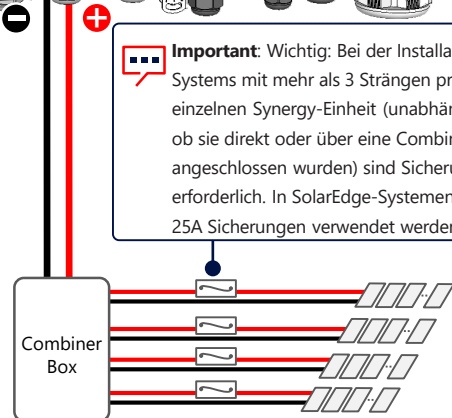 Important: Wichtig: Bei der Installa
Systems mit mehr als 3 Strängen pr
einzelnen Synergy-Einheit (unabhän
ob sie direkt oder über eine Combin
angeschlossen wurden) sind Sicheru
erforderlich. In SolarEdge-Systemen
25A Sicherungen verwendet werden
Combiner
Box